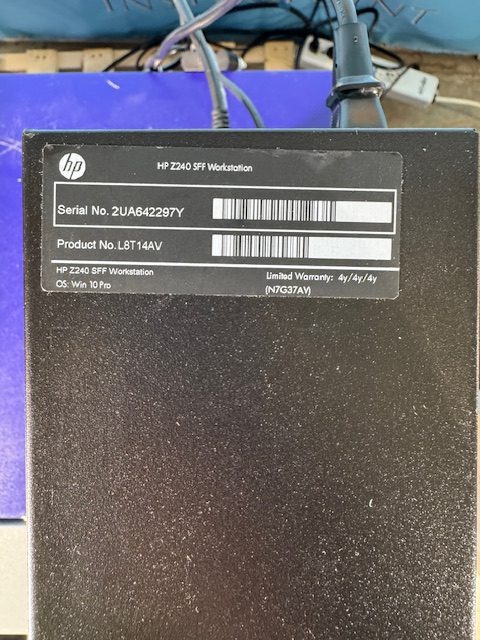 hp
HP Z240 SFF Workstation
Serial No. 2UA642297Y
Product No. L8T14AV
HP Z240 SFF Workstation
OS: Win 10 Pro
Limited Warranty: 4y/4y/4y
(N7G37AV)